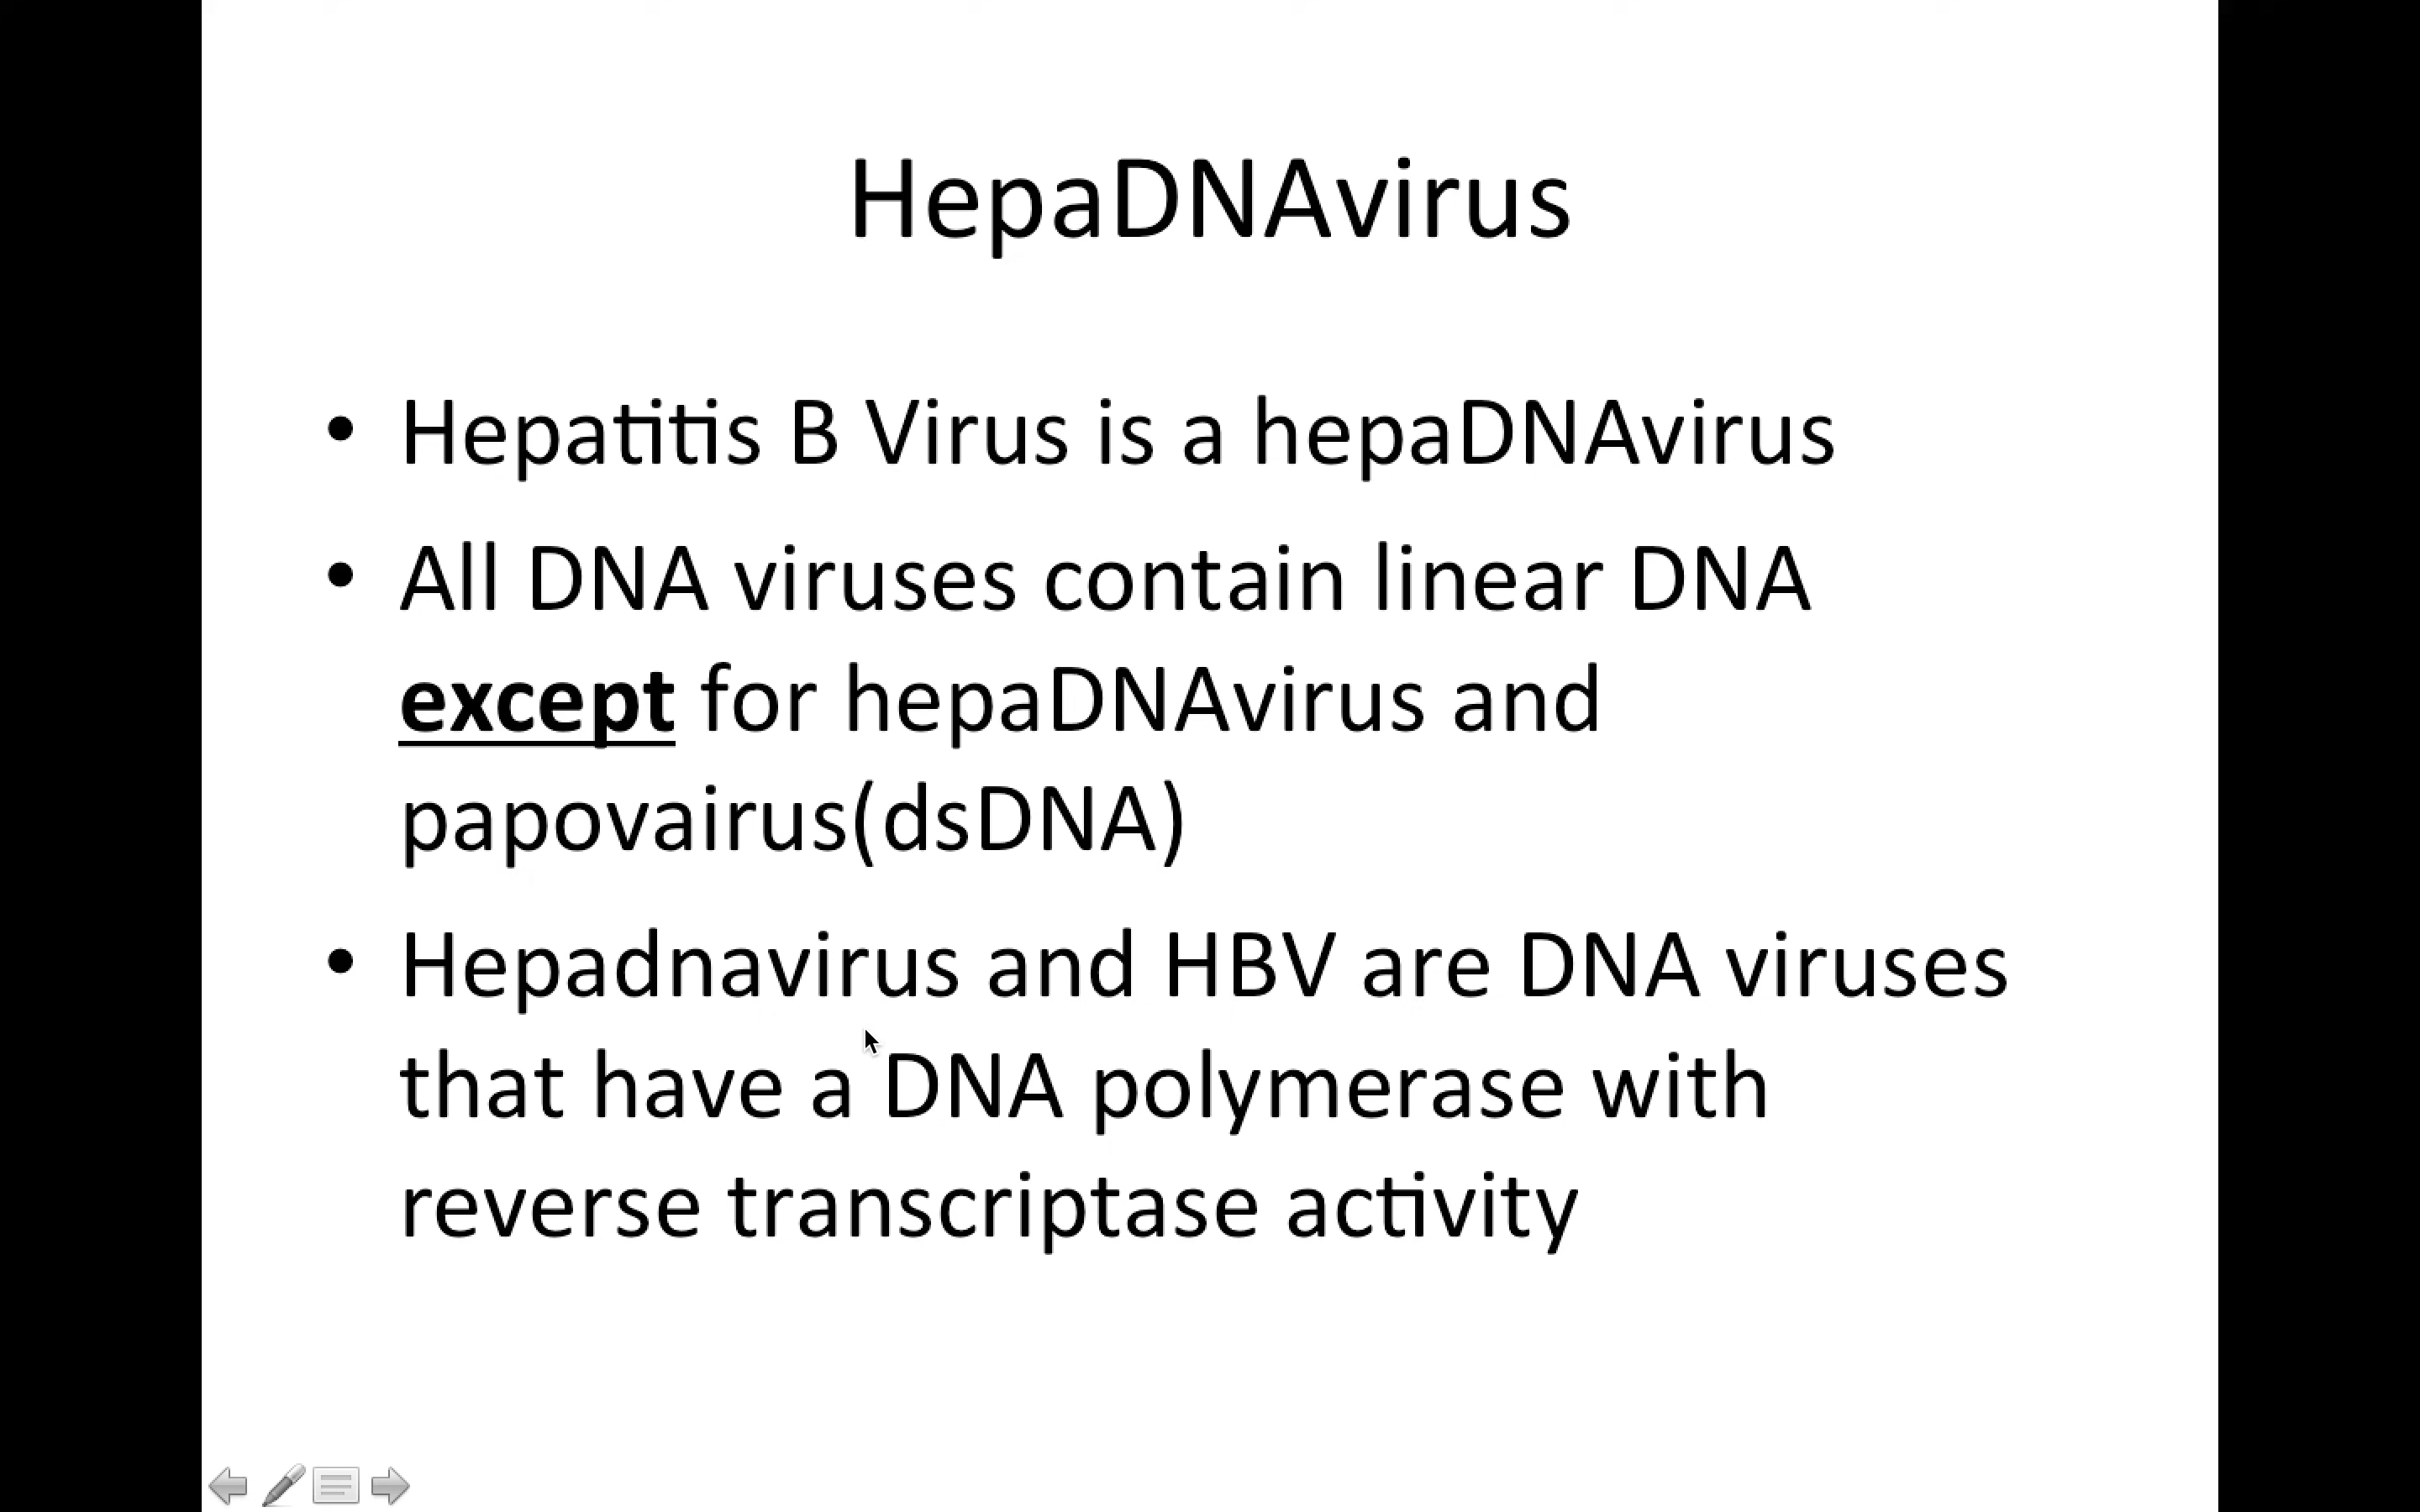 HepaDNAvirus
• Hepatitis B Virus is a hepaDNAvirus
• All DNA viruses contain linear DNA
except for hepaDNAvirus and
papovairus(dsDNA)
• Hepadnavirus and HBV are DNA viruses
that have a DNA polymerase with
reverse transcriptase activity